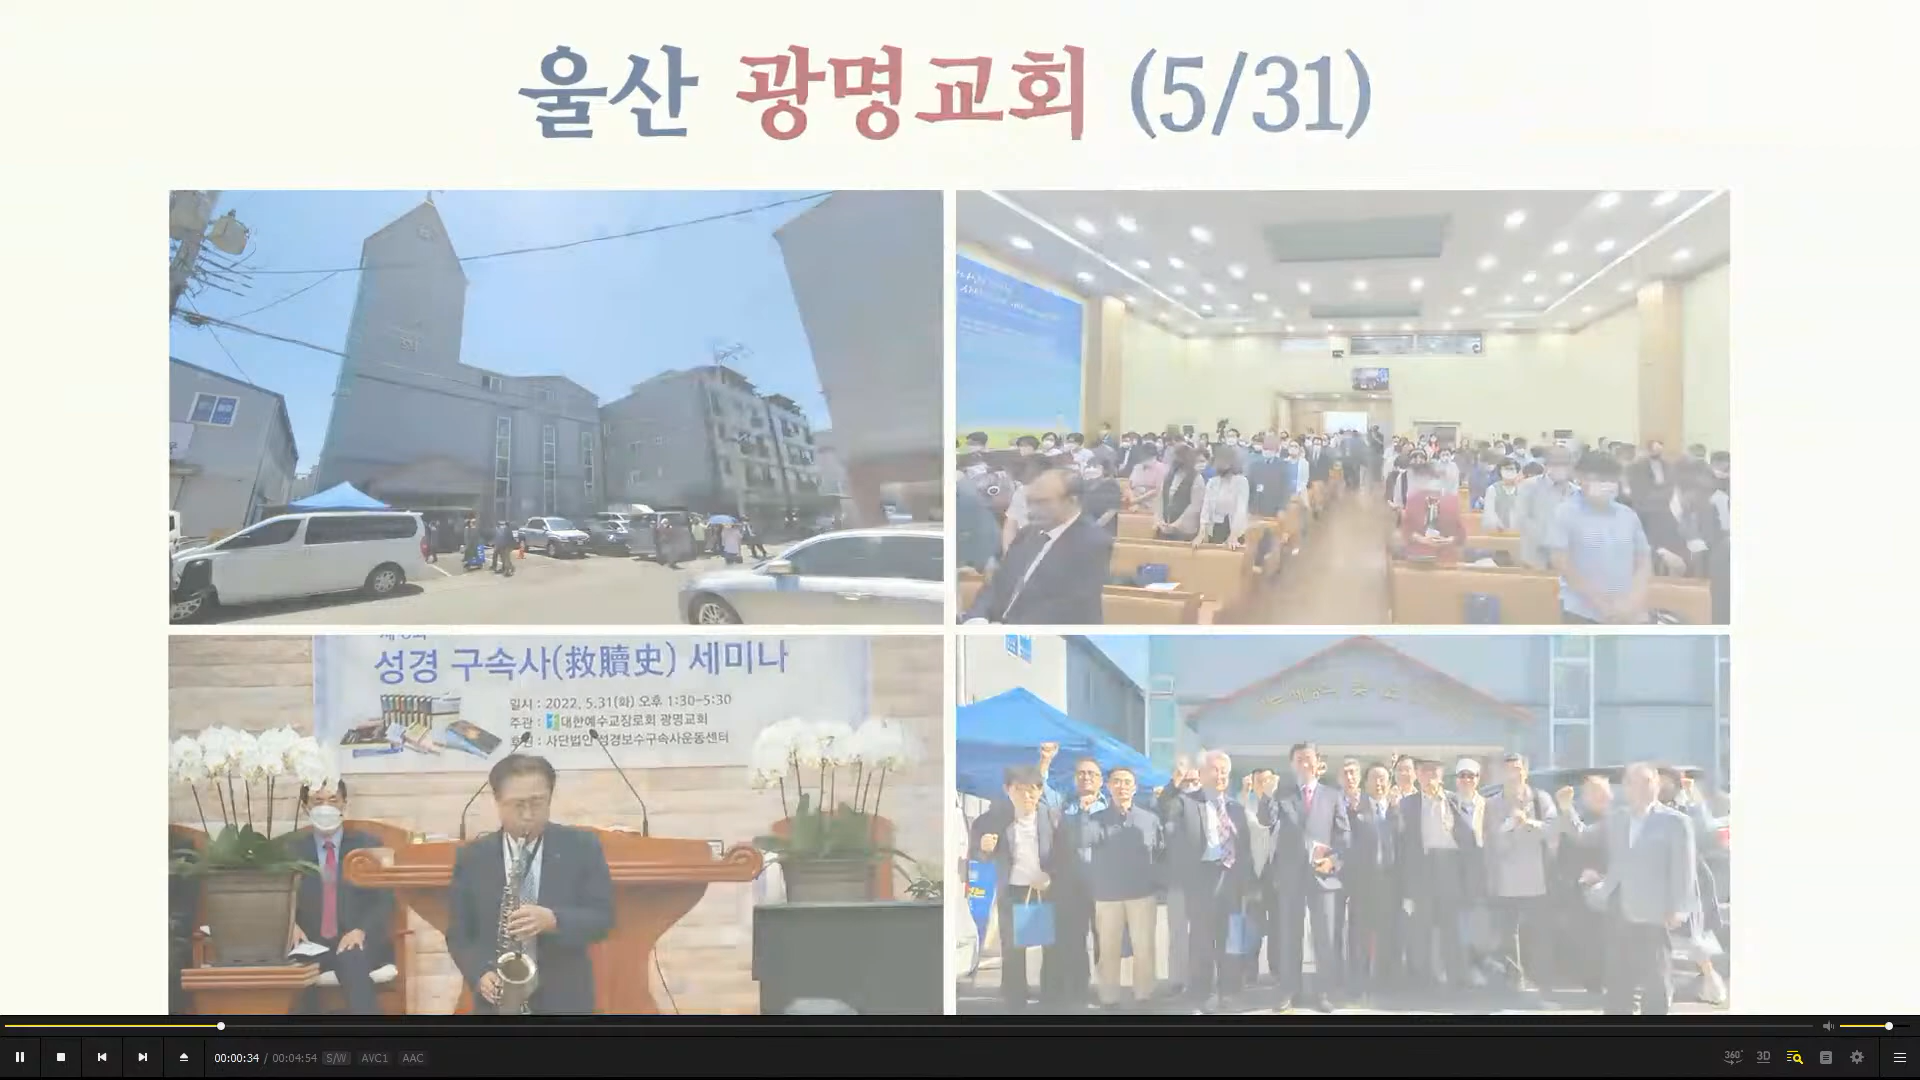 울산 광명교회 (5/31)
성경 구속사(救贖史) 세미나
일시 : 2022. 5.31(화) 오후 1:30-5:30
주관 : 대한예수교장로회 광명교회
후원 : 사단법인 성경보수구속사운동센터
00:00:34 / 00:04:54 S/W AVC1 AAC
360° 3D